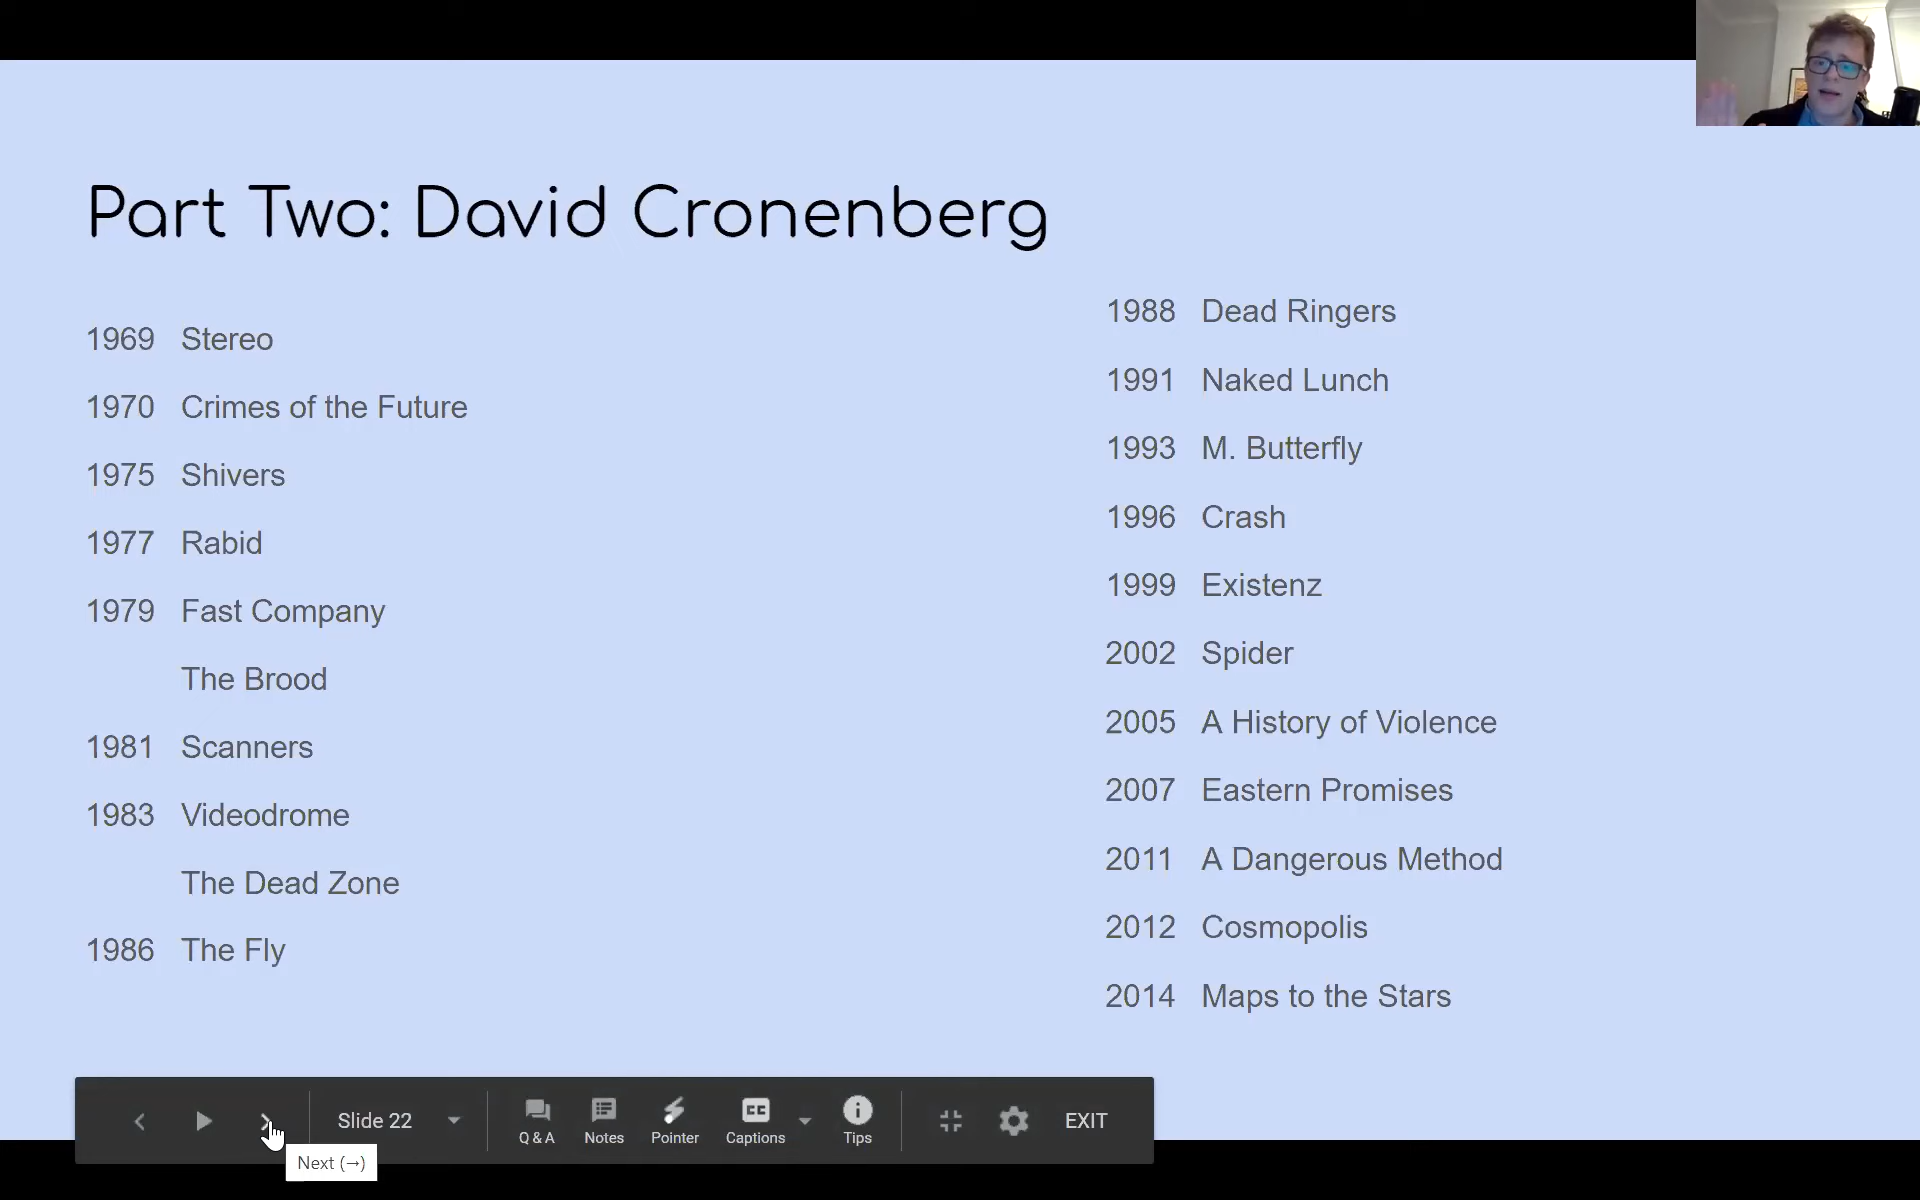 Part Two: David Cronenberg
1969 Stereo
1970 Crimes of the Future
1975 Shivers
1977 Rabid
1979 Fast Company
The Brood
1981 Scanners
1983 Videodrome
The Dead Zone
1986 The Fly
1988 Dead Ringers
1991 Naked Lunch
1993 M. Butterfly
1996 Crash
1999 Existenz
2002 Spider
2005 A History of Violence
2007 Eastern Promises
2011 A Dangerous Method
2012 Cosmopolis
2014 Maps to the Stars
Slide 22
Q & A
Notes
Pointer
CC
Captions
Tips
EXIT
Next (→)